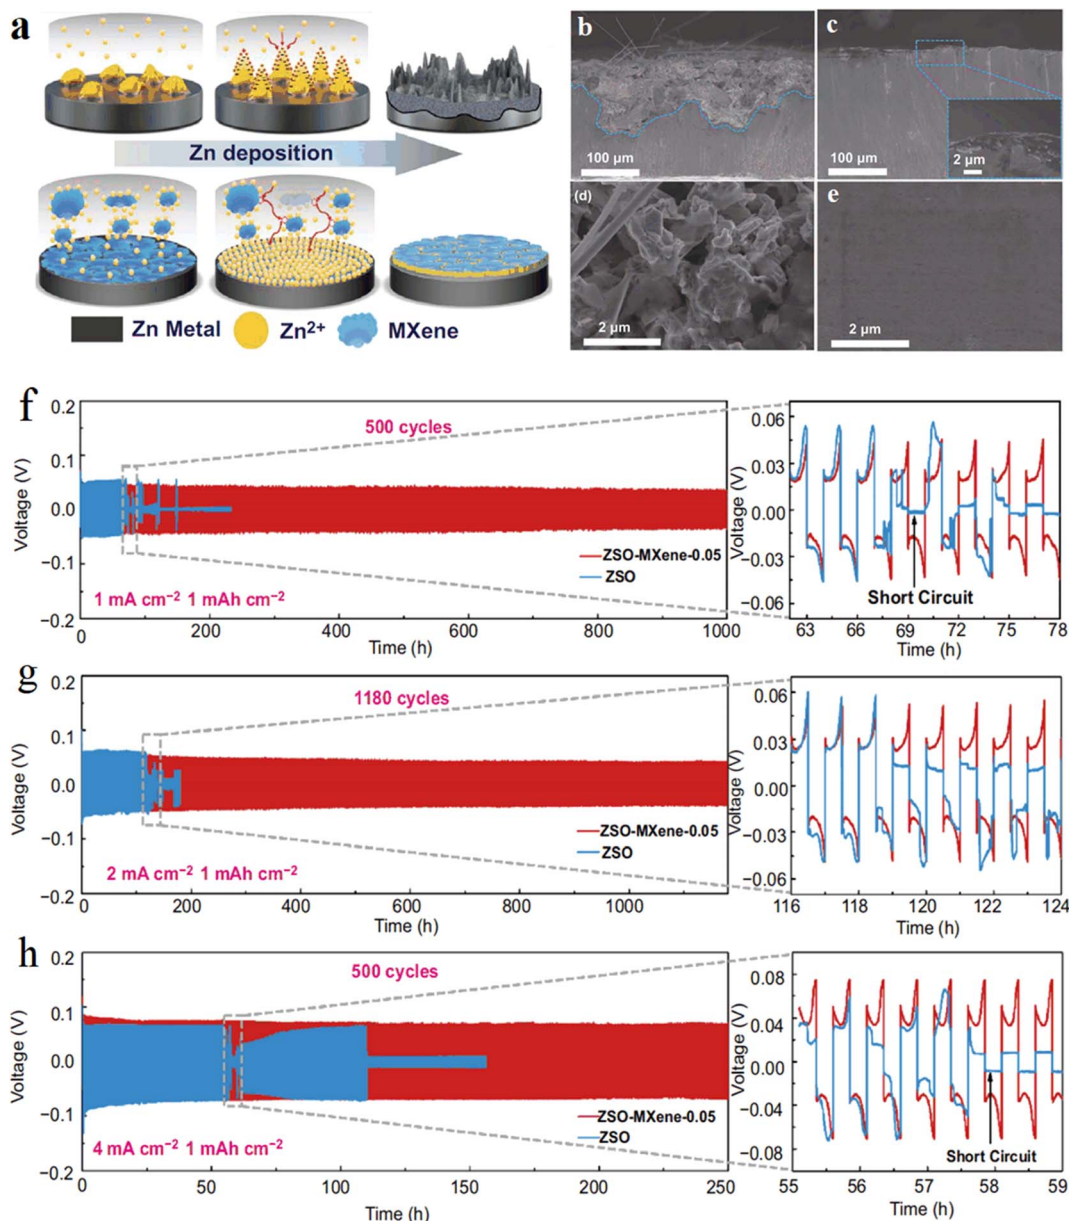 a
Zn deposition
Zn Metal
Zn²⁺
MXene
b
100 µm
c
100 µm
2 µm
(d)
2 µm
e
2 µm
f
0.2
0.1
0.0
−0.1
−0.2
Voltage (V)
500 cycles
ZSO-MXene-0.05
ZSO
1 mA cm⁻² 1 mAh cm⁻²
0 200 400 600 800 1000
Time (h)
0.06
0.03
0.00
−0.03
−0.06
Voltage (V)
Short Circuit
63 66 69 72 75 78
Time (h)
g
0.2
0.1
0.0
−0.1
−0.2
Voltage (V)
1180 cycles
ZSO-MXene-0.05
ZSO
2 mA cm⁻² 1 mAh cm⁻²
0 200 400 600 800 1000
Time (h)
0.06
0.03
0.00
−0.03
−0.06
Voltage (V)
116 118 120 122 124
Time (h)
h
0.2
0.1
0.0
−0.1
−0.2
Voltage (V)
500 cycles
ZSO-MXene-0.05
ZSO
4 mA cm⁻² 1 mAh cm⁻²
0 50 100 150 200 250
Time (h)
0.08
0.04
0.00
−0.04
−0.08
Voltage (V)
Short Circuit
55 56 57 58 59
Time (h)